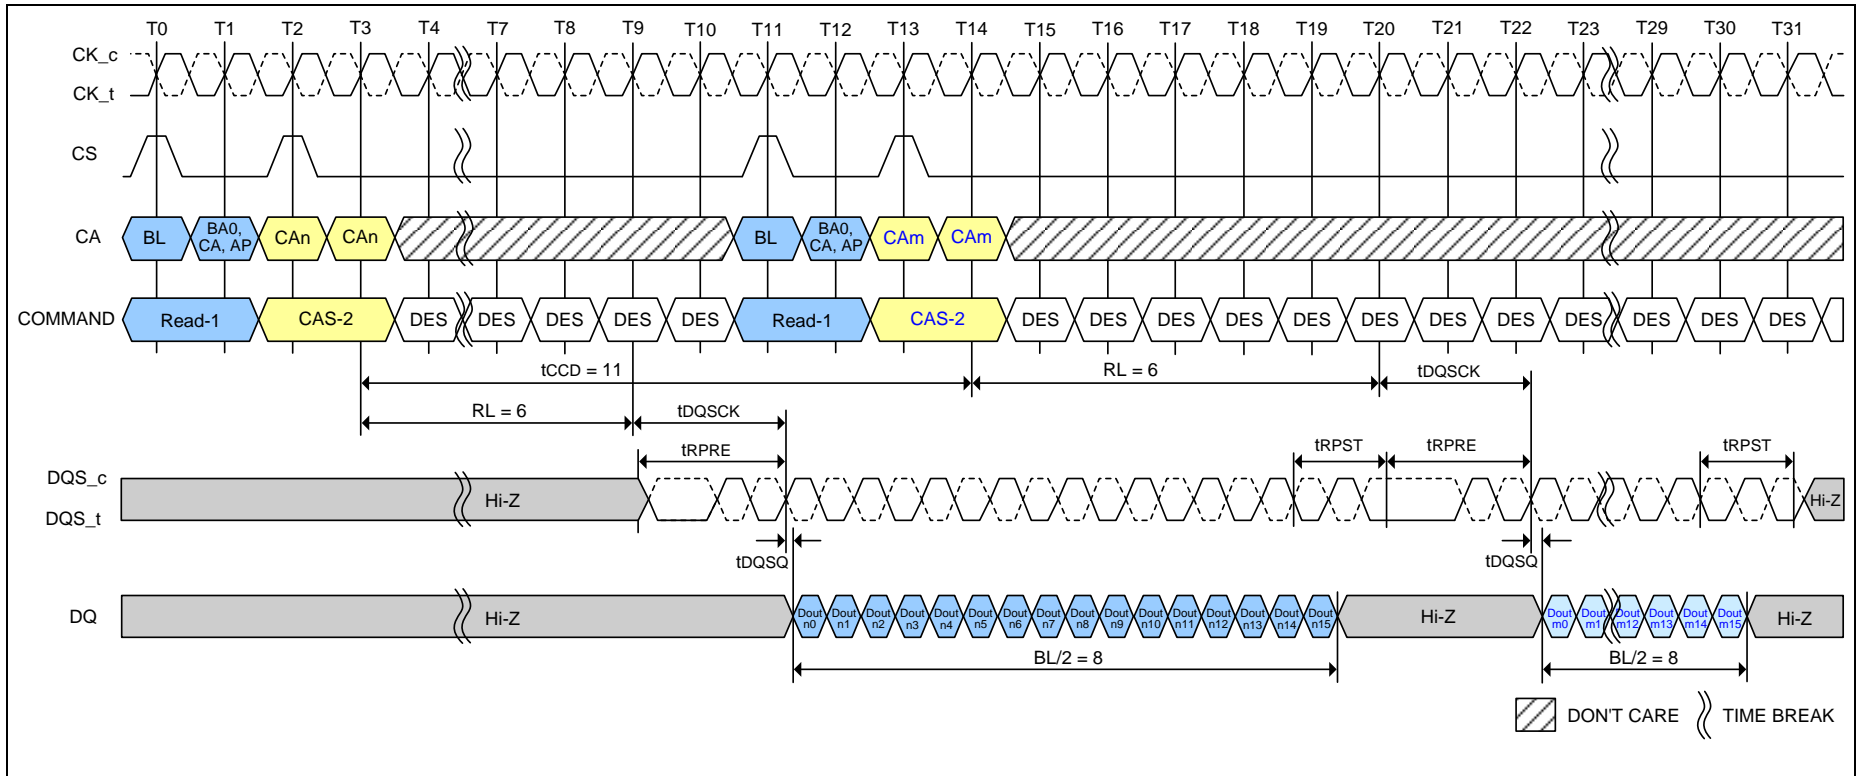 T0 T1 T2 T3 T4 T7 T8 T9 T10 T11 T12 T13 T14 T15 T16 T17 T18 T19 T20 T21 T22 T23 T29 T30 T31
CK_c
CK_t
CS
CA BL BA0, CA, AP CAn CAn BL BA0, CA, AP CAm CAm
COMMAND Read-1 CAS-2 DES DES DES DES DES Read-1 CAS-2 DES DES DES DES DES DES DES DES DES DES DES DES
tCCD = 11 RL = 6 tDQSCK
RL = 6 tDQSCK
tRPRE tRPST tRPRE tRPST
DQS_c
Hi-Z Hi-Z
DQS_t
tDQSQ tDQSQ
DQ Hi-Z Dout n0 Dout n1 Dout n2 Dout n3 Dout n4 Dout n5 Dout n6 Dout n7 Dout n8 Dout n9 Dout n10 Dout n11 Dout n12 Dout n13 Dout n14 Dout n15 Hi-Z Dout m0 Dout m1 Dout m12 Dout m13 Dout m14 Dout m15 Hi-Z
BL/2 = 8 BL/2 = 8
DON'T CARE TIME BREAK